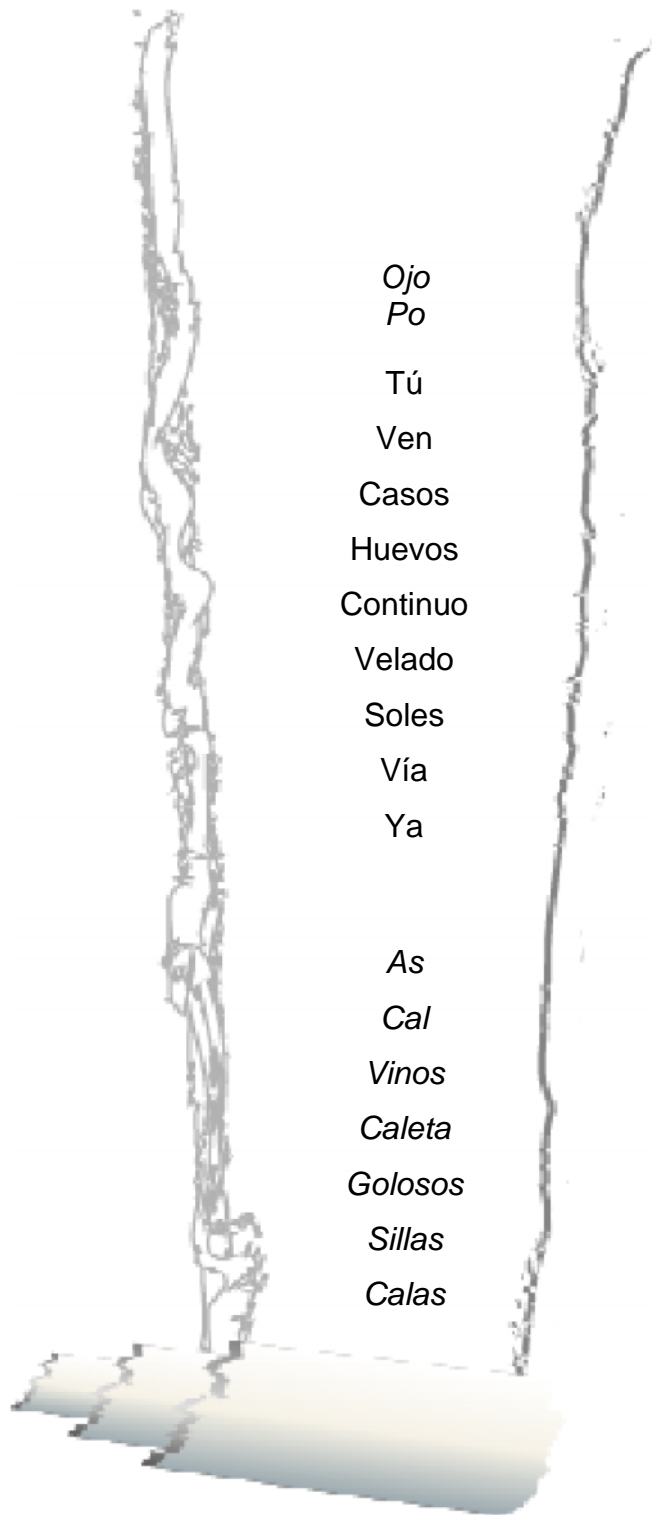 Ojo
Po
Tú
Ven
Casos
Huevos
Continuo
Velado
Soles
Vía
Ya
As
Cal
Vinos
Caleta
Golosos
Sillas
Calas